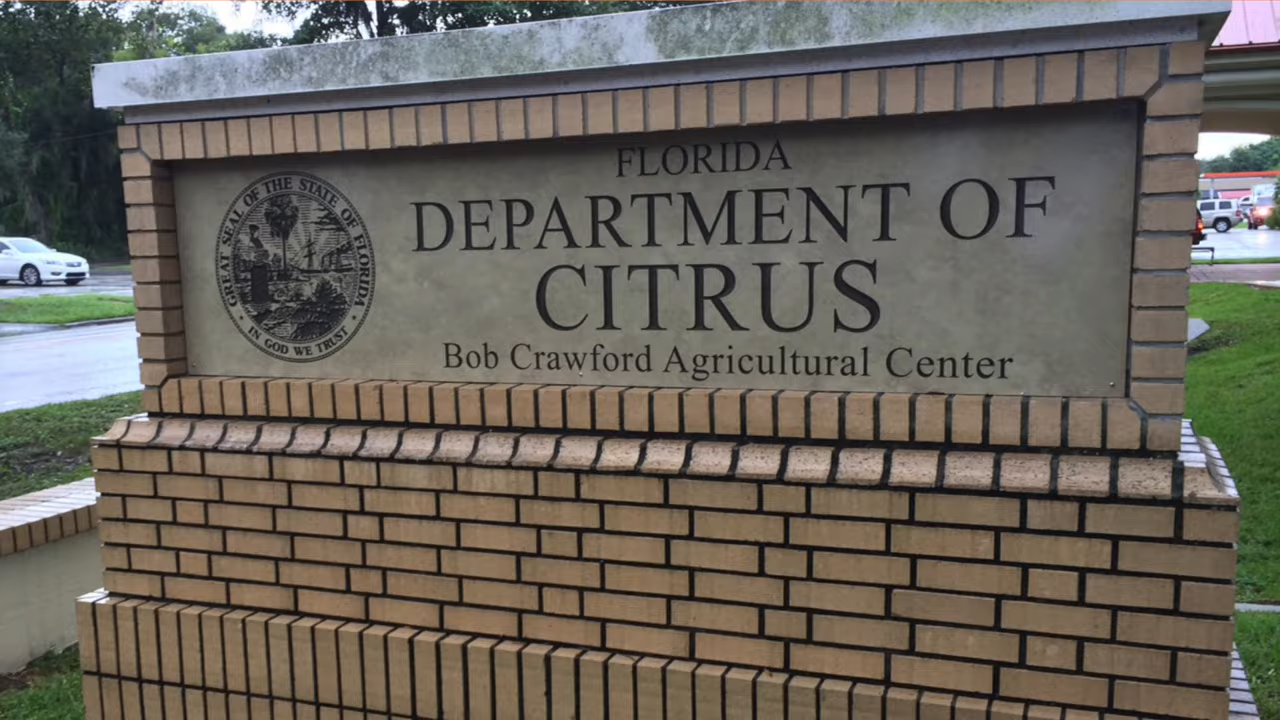 GREAT SEAL OF THE STATE OF FLORIDA
IN GOD WE TRUST
FLORIDA
DEPARTMENT OF
CITRUS
Bob Crawford Agricultural Center